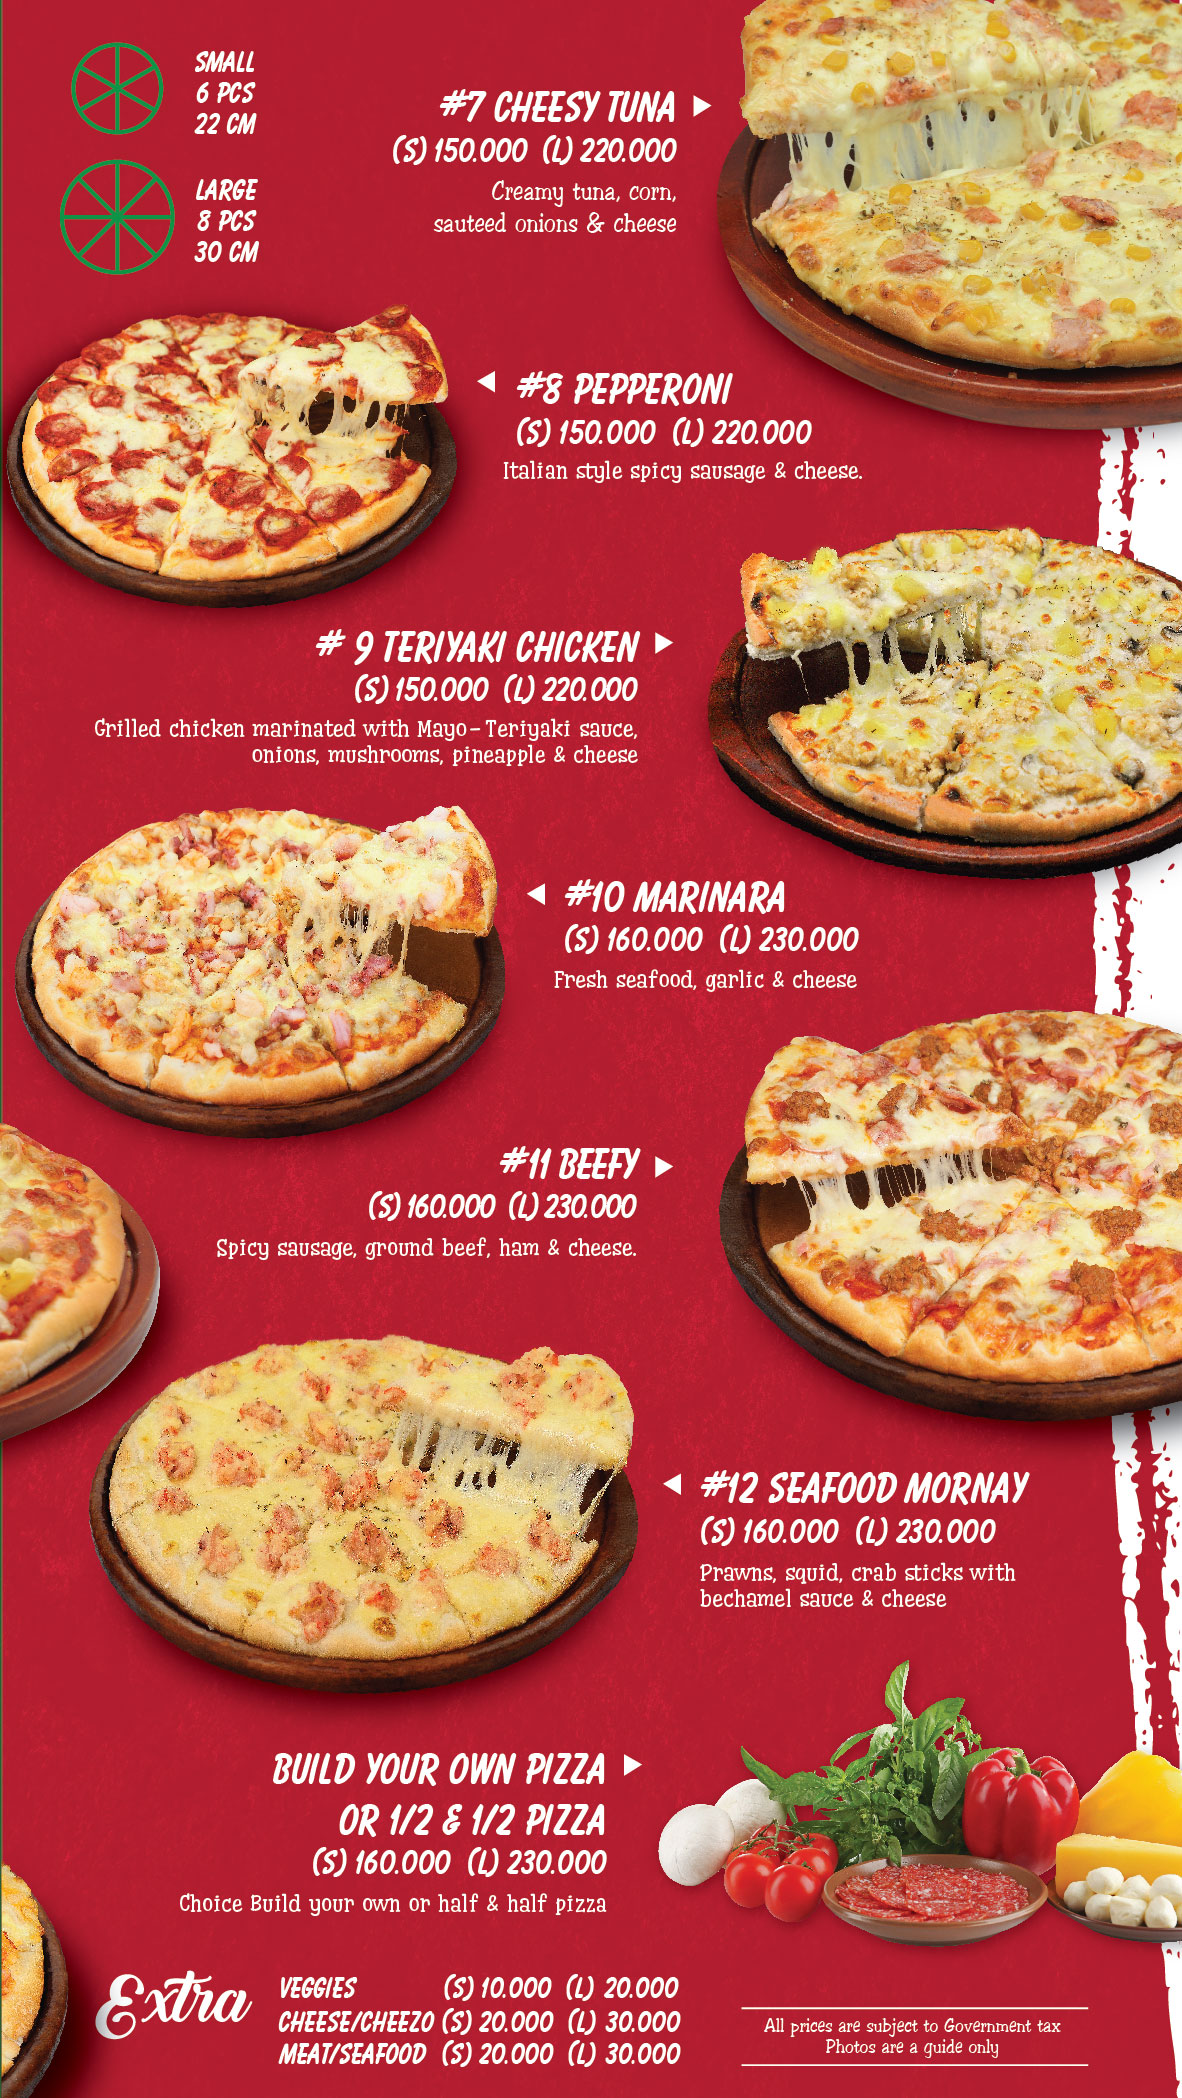 SMALL
6 PCS
22 CM
LARGE
8 PCS
30 CM
#7 CHEESY TUNA
(S) 150.000 (L) 220.000
Creamy tuna, corn,
sauteed onions & cheese
#8 PEPPERONI
(S) 150.000 (L) 220.000
Italian style spicy sausage & cheese.
# 9 TERIYAKI CHICKEN
(S) 150.000 (L) 220.000
Grilled chicken marinated with Mayo-Teriyaki sauce,
onions, mushrooms, pineapple & cheese
#10 MARINARA
(S) 160.000 (L) 230.000
Fresh seafood, garlic & cheese
#11 BEEFY
(S) 160.000 (L) 230.000
Spicy sausage, ground beef, ham & cheese.
#12 SEAFOOD MORNAY
(S) 160.000 (L) 230.000
Prawns, squid, crab sticks with
bechamel sauce & cheese
BUILD YOUR OWN PIZZA
OR 1/2 & 1/2 PIZZA
(S) 160.000 (L) 230.000
Choice Build your own or half & half pizza
Extra
VEGGIES (S) 10.000 (L) 20.000
CHEESE/CHEEZO (S) 20.000 (L) 30.000
MEAT/SEAFOOD (S) 20.000 (L) 30.000
All prices are subject to Government tax
Photos are a guide only